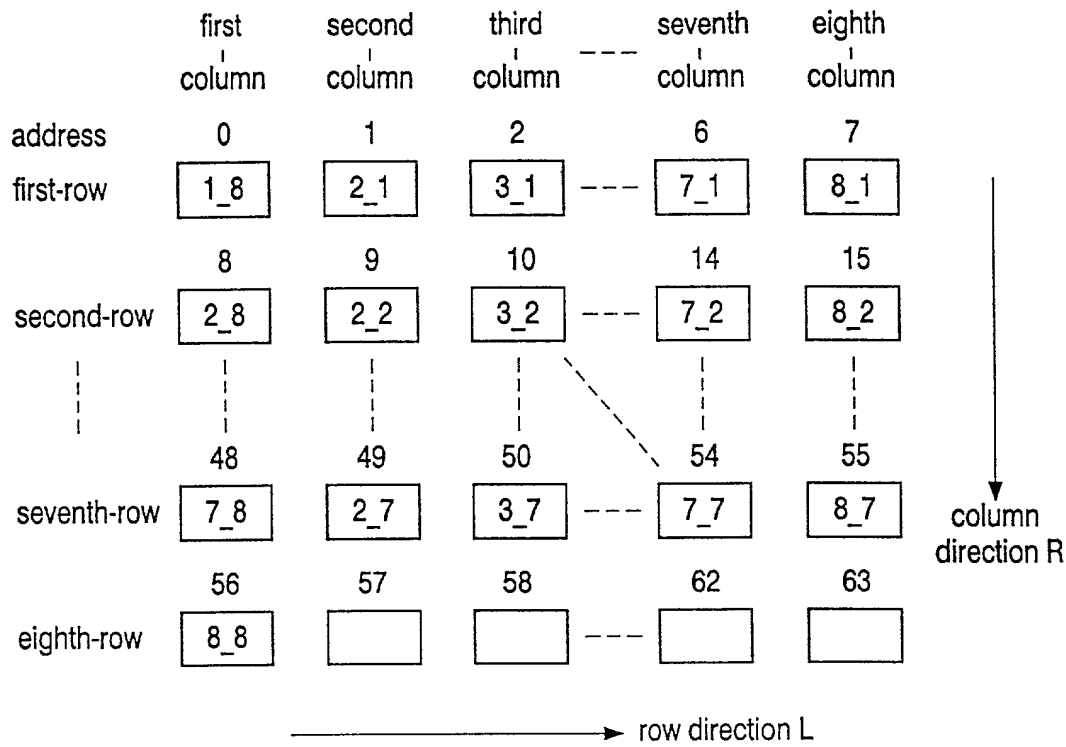 first second third seventh eighth
column column column column column
address 0 1 2 6 7
first-row 1_8 2_1 3_1 7_1 8_1
8 9 10 14 15
second-row 2_8 2_2 3_2 7_2 8_2
48 49 50 54 55
seventh-row 7_8 2_7 3_7 7_7 8_7
column
direction R
56 57 58 62 63
eighth-row 8_8
row direction L